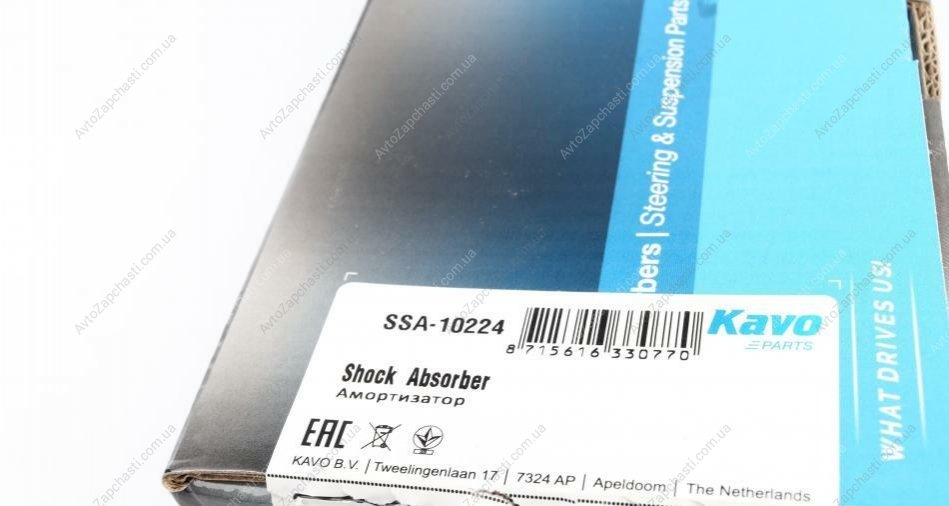 bers | Steering & Suspension Parts
WHAT DRIVES US!
SSA-10224
8 715616 330770
Kavo
PARTS
Shock Absorber
Амортизатор
EAC
KAVO B.V. | Tweelingenlaan 17 | 7324 AP | Apeldoorn | The Netherlands
AvtoZapchasti.com.ua